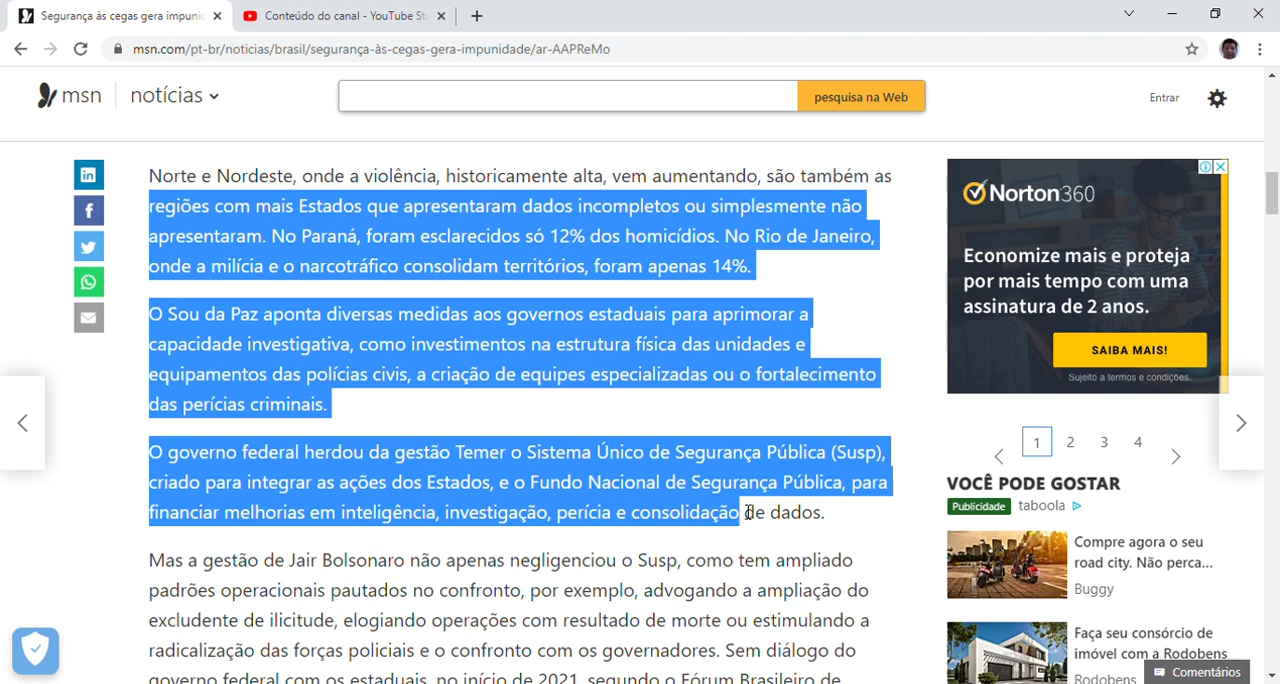 Segurança às cegas gera impunic
Conteúdo do canal - YouTube St
msn.com/pt-br/noticias/brasil/segurança-às-cegas-gera-impunidade/ar-AAPReMo
msn
notícias
pesquisa na Web
Entrar
Norte e Nordeste, onde a violência, historicamente alta, vem aumentando, são também as
regiões com mais Estados que apresentaram dados incompletos ou simplesmente não
apresentaram. No Paraná, foram esclarecidos só 12% dos homicídios. No Rio de Janeiro,
onde a milícia e o narcotráfico consolidam territórios, foram apenas 14%.
O Sou da Paz aponta diversas medidas aos governos estaduais para aprimorar a
capacidade investigativa, como investimentos na estrutura física das unidades e
equipamentos das polícias civis, a criação de equipes especializadas ou o fortalecimento
das perícias criminais.
O governo federal herdou da gestão Temer o Sistema Único de Segurança Pública (Susp),
criado para integrar as ações dos Estados, e o Fundo Nacional de Segurança Pública, para
financiar melhorias em inteligência, investigação, perícia e consolidação de dados.
Mas a gestão de Jair Bolsonaro não apenas negligenciou o Susp, como tem ampliado
padrões operacionais pautados no confronto, por exemplo, advogando a ampliação do
excludente de ilicitude, elogiando operações com resultado de morte ou estimulando a
radicalização das forças policiais e o confronto com os governadores. Sem diálogo do
governo federal com os estaduais, no início de 2021, segundo o Fórum Brasileiro de
Norton360
Economize mais e proteja
por mais tempo com uma
assinatura de 2 anos.
SAIBA MAIS!
Sujeito a termos e condições.
1 2 3 4
VOCÊ PODE GOSTAR
Publicidade taboola
Compre agora o seu
road city. Não perca...
Buggy
Faça seu consórcio de
imóvel com a Rodobens
Rodobens
Comentários